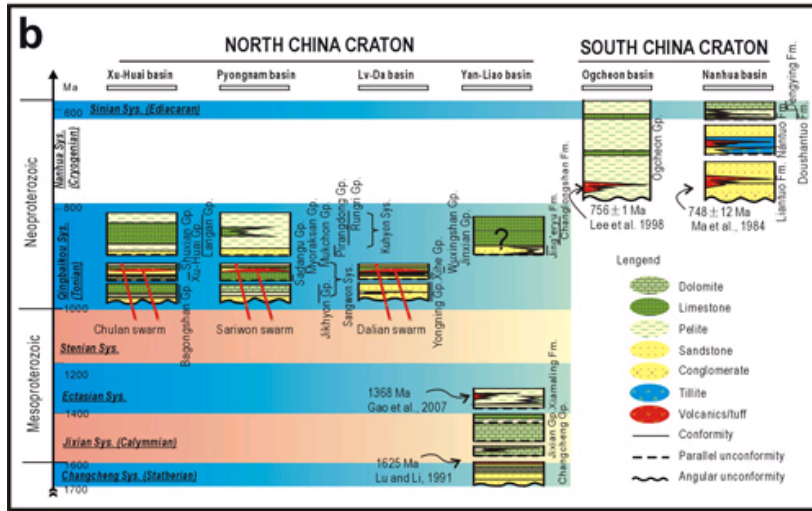 b
NORTH CHINA CRATON
SOUTH CHINA CRATON
Xu-Huai basin
Pyongnam basin
Lv-Da basin
Yan-Liao basin
Ogcheon basin
Nanhua basin
Ma
600
800
1000
1200
1400
1600
1700
Neoproterozoic
Mesoproterozoic
Sinian Sys. (Ediacaran)
Nanhua Sys.
(Cryogenian)
Qingbaikou Sys.
(Tonian)
Stenian Sys.
Ectasian Sys.
Jixian Sys. (Calymmian)
Changcheng Sys. (Statherian)
Shuxian Gp.
Xu-Huai Gp.
Langan Gp.
Bagongshan Gp.
Chulan swarm
Sadangu Gp.
Myoraksan Gp.
Mukchon Gp.
Pirangdong Gp.
Rungri Gp.
Kuhyon Sys.
Jikhyon Gp.
Sangwon Sys.
Sariwon swarm
Wuxingshan Gp.
Jinxian Gp.
Yongning Gp.
Xihe Gp.
Dalian swarm
?
Jing'eryu Fm.
Changlongshan Fm.
Jixian Gp.
Xiamaling Fm.
Changcheng Gp.
1368 Ma
Gao et al., 2007
1625 Ma
Lu and Li, 1991
Ogcheon Gp.
756±1 Ma
Lee et al. 1998
Dengying Fm.
Doushantuo Fm.
Nantuo Fm.
Liantuo Fm.
748±12 Ma
Ma et al., 1984
Legend
Dolomite
Limestone
Pelite
Sandstone
Conglomerate
Tillite
Volcanics/tuff
Conformity
Parallel unconformity
Angular unconformity